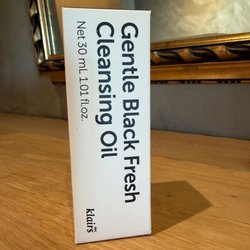 Gentle Black Fresh
Cleansing Oil
Net 30 mL 1.01 fl.oz.
klairs